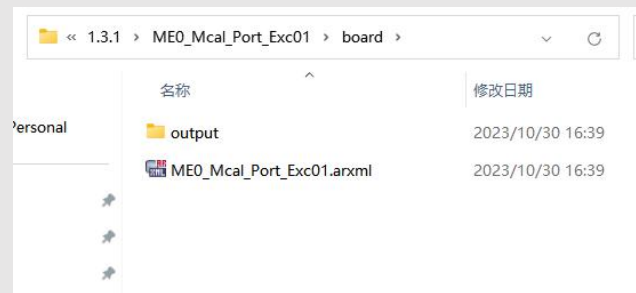 « 1.3.1 › ME0_Mcal_Port_Exc01 › board ›
名称 修改日期
Personal
output 2023/10/30 16:39
ME0_Mcal_Port_Exc01.arxml 2023/10/30 16:39